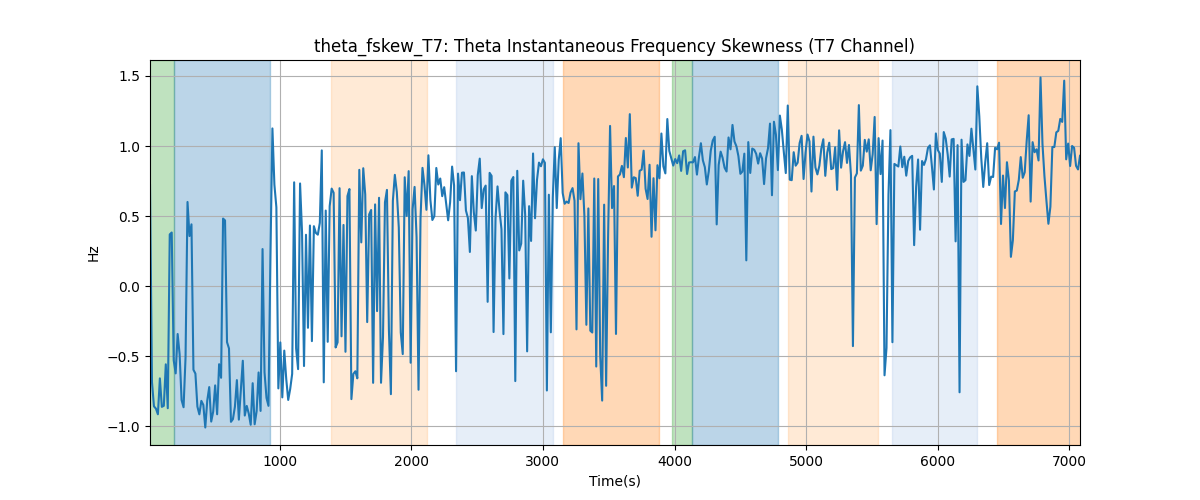 theta_fskew_T7: Theta Instantaneous Frequency Skewness (T7 Channel)
Hz
1.5
1.0
0.5
0.0
−0.5
−1.0
1000 2000 3000 4000 5000 6000 7000
Time(s)